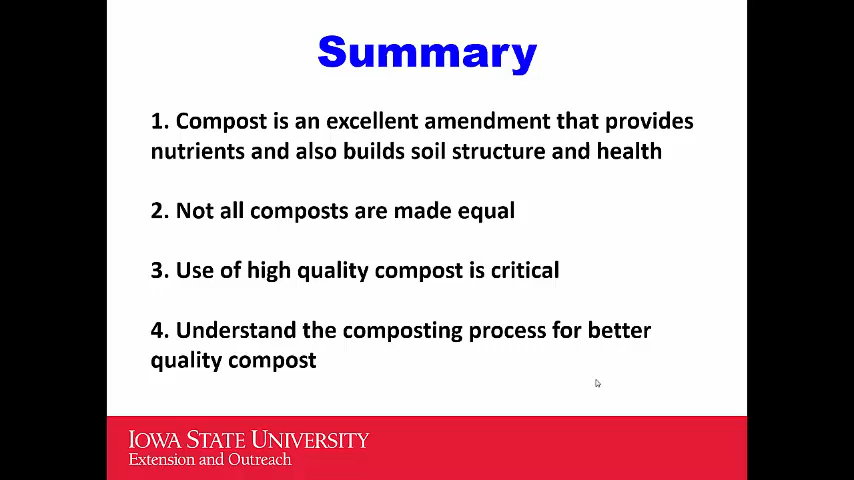 Summary
1. Compost is an excellent amendment that provides
nutrients and also builds soil structure and health
2. Not all composts are made equal
3. Use of high quality compost is critical
4. Understand the composting process for better
quality compost
IOWA STATE UNIVERSITY
Extension and Outreach